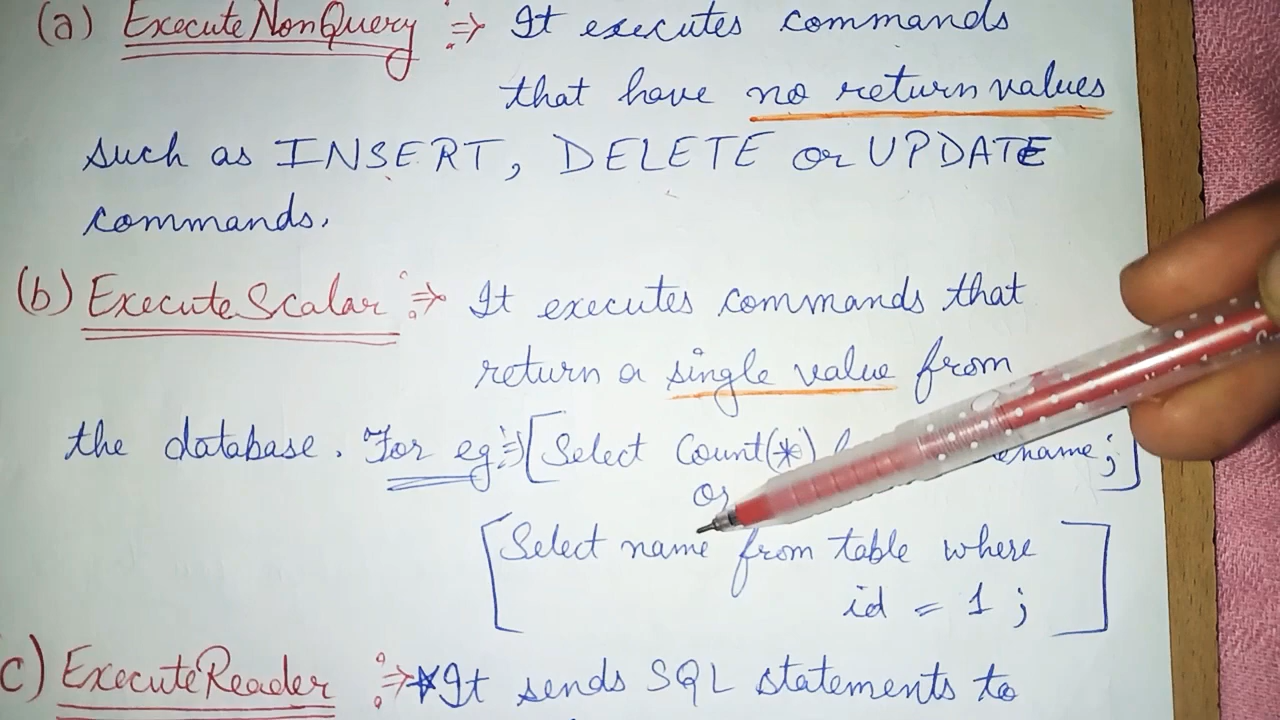 (a) ExecuteNonQuery :⇒ It executes commands
that have no return values
such as INSERT, DELETE or UPDATE
commands.
(b) ExecuteScalar :⇒ It executes commands that
return a single value from
the database. For eg:⇒ [Select Count(*) ename;]
or
[Select name from table where
id = 1 ;]
c) ExecuteReader :⇒ *It sends SQL statements to